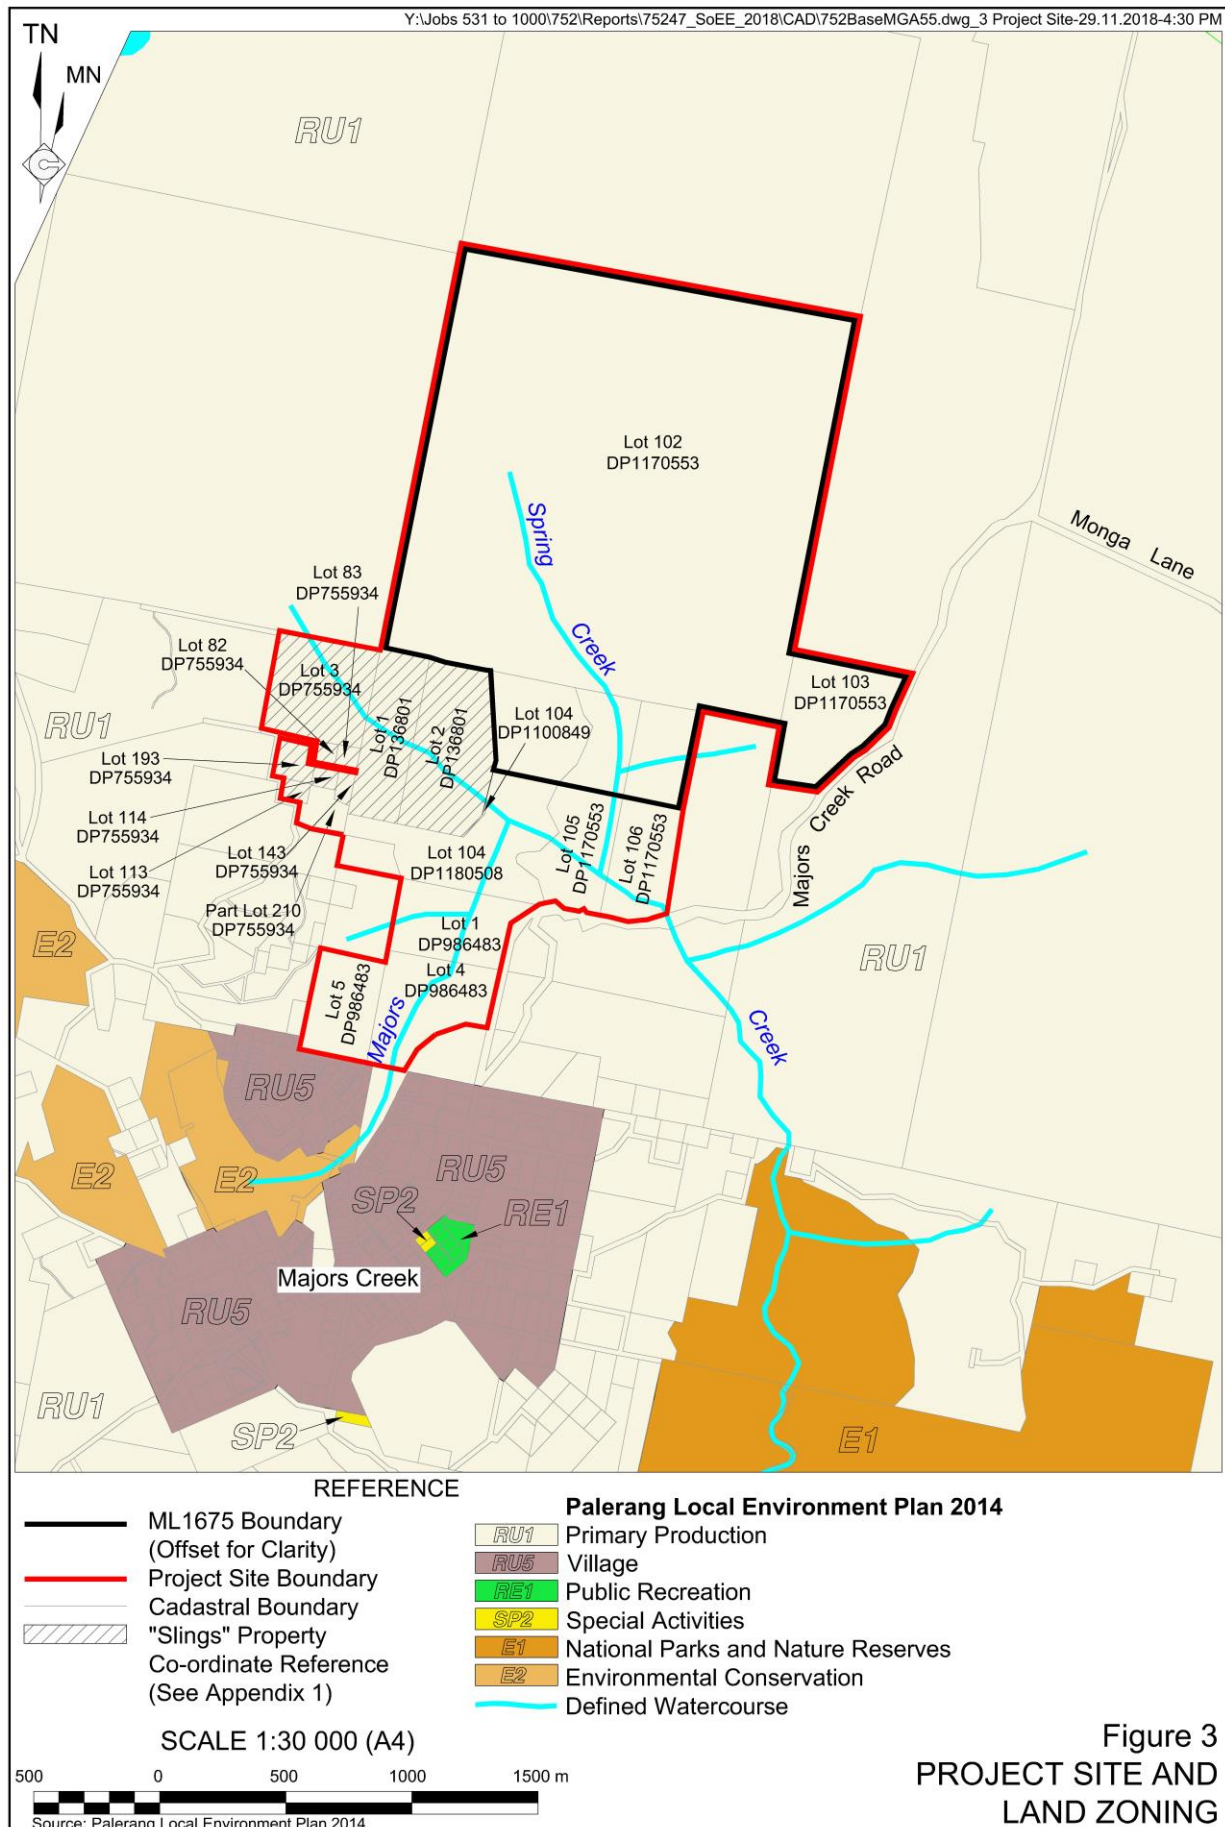 Y:\Jobs 531 to 1000\752\Reports\75247_SoEE_2018\CAD\752BaseMGA55.dwg_3 Project Site-29.11.2018-4:30 PM
TN
MN
RU1
Lot 102
DP1170553
Spring
Creek
Monga Lane
Lot 83
DP755934
Lot 82
DP755934
Lot 3
DP755934
Lot 103
DP1170553
RU1
Lot 1
DP136801
Lot 2
DP136801
Lot 104
DP1100849
Lot 193
DP755934
Majors Creek Road
Lot 114
DP755934
Lot 105
DP1170553
Lot 106
DP1170553
Lot 113
DP755934
Lot 143
DP755934
Lot 104
DP1180508
Part Lot 210
DP755934
Lot 1
DP986483
E2
RU1
Lot 5
DP986483
Lot 4
DP986483
Majors
Creek
RU5
E2
E2
RU5
SP2
RE1
Majors Creek
RU5
RU1
SP2
E1
REFERENCE
ML1675 Boundary
(Offset for Clarity)
Project Site Boundary
Cadastral Boundary
"Slings" Property
Co-ordinate Reference
(See Appendix 1)
Palerang Local Environment Plan 2014
RU1 Primary Production
RU5 Village
RE1 Public Recreation
SP2 Special Activities
E1 National Parks and Nature Reserves
E2 Environmental Conservation
Defined Watercourse
SCALE 1:30 000 (A4)
500 0 500 1000 1500 m
Source: Palerang Local Environment Plan 2014
Figure 3
PROJECT SITE AND
LAND ZONING